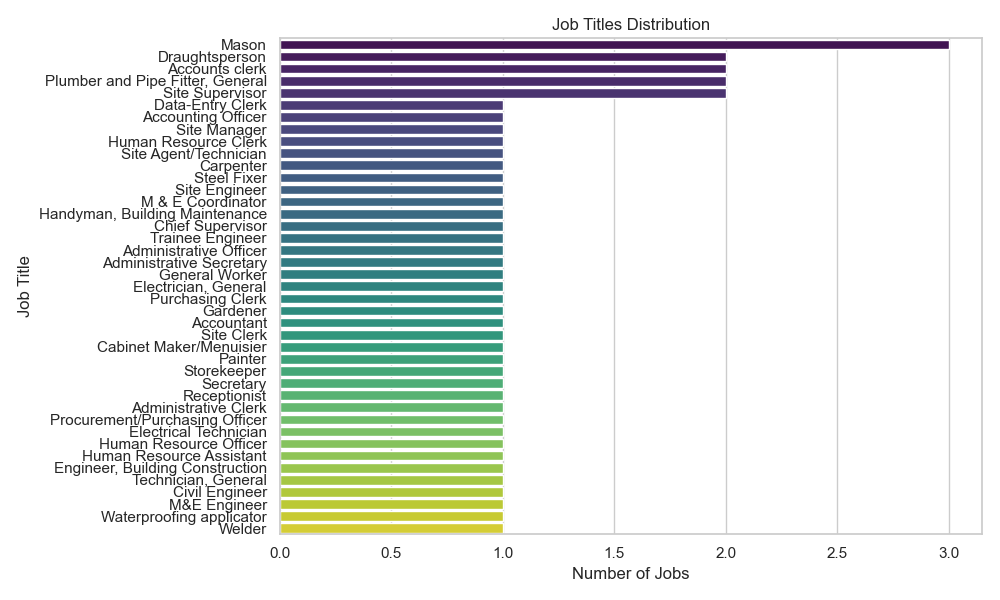 Job Titles Distribution
Mason
Draughtsperson
Accounts clerk
Plumber and Pipe Fitter, General
Site Supervisor
Data-Entry Clerk
Accounting Officer
Site Manager
Human Resource Clerk
Site Agent/Technician
Carpenter
Steel Fixer
Site Engineer
M & E Coordinator
Handyman, Building Maintenance
Chief Supervisor
Trainee Engineer
Administrative Officer
Administrative Secretary
General Worker
Electrician, General
Purchasing Clerk
Gardener
Accountant
Site Clerk
Cabinet Maker/Menuisier
Painter
Storekeeper
Secretary
Receptionist
Administrative Clerk
Procurement/Purchasing Officer
Electrical Technician
Human Resource Officer
Human Resource Assistant
Engineer, Building Construction
Technician, General
Civil Engineer
M&E Engineer
Waterproofing applicator
Welder
Job Title
0.0 0.5 1.0 1.5 2.0 2.5 3.0
Number of Jobs